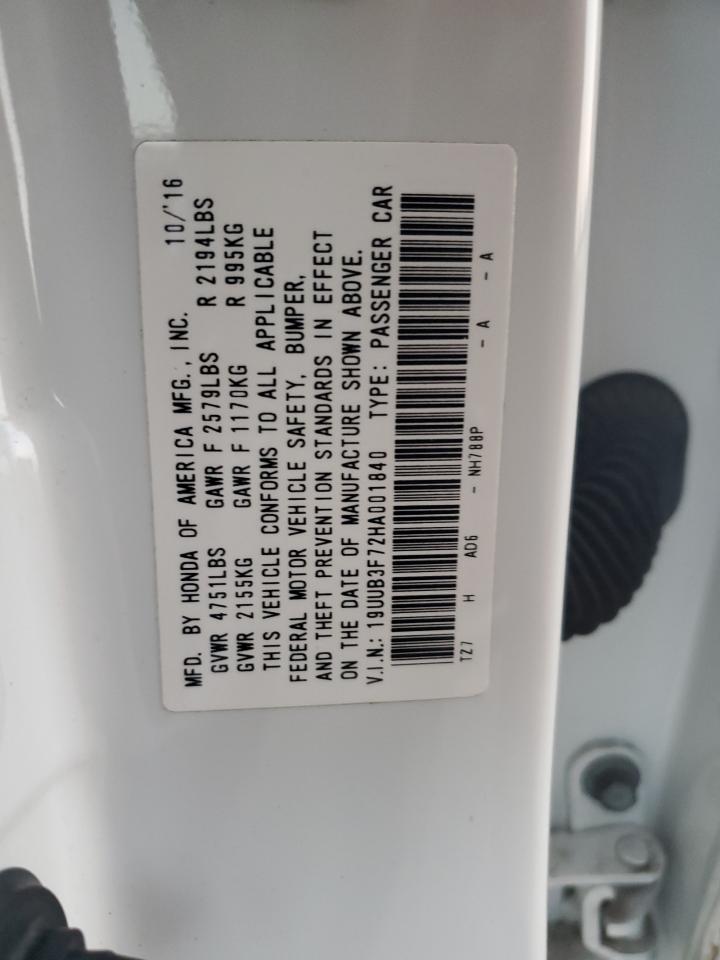 MFD. BY HONDA OF AMERICA MFG., INC. 10/'16
GVWR 4751LBS GAWR F 2579LBS R 2194LBS
GVWR 2155KG GAWR F 1170KG R 995KG
THIS VEHICLE CONFORMS TO ALL APPLICABLE
FEDERAL MOTOR VEHICLE SAFETY, BUMPER,
AND THEFT PREVENTION STANDARDS IN EFFECT
ON THE DATE OF MANUFACTURE SHOWN ABOVE.
V.I.N.: 19UUB3F72HA001840 TYPE: PASSENGER CAR
TZ7 H AD6 - NH788P - A - A